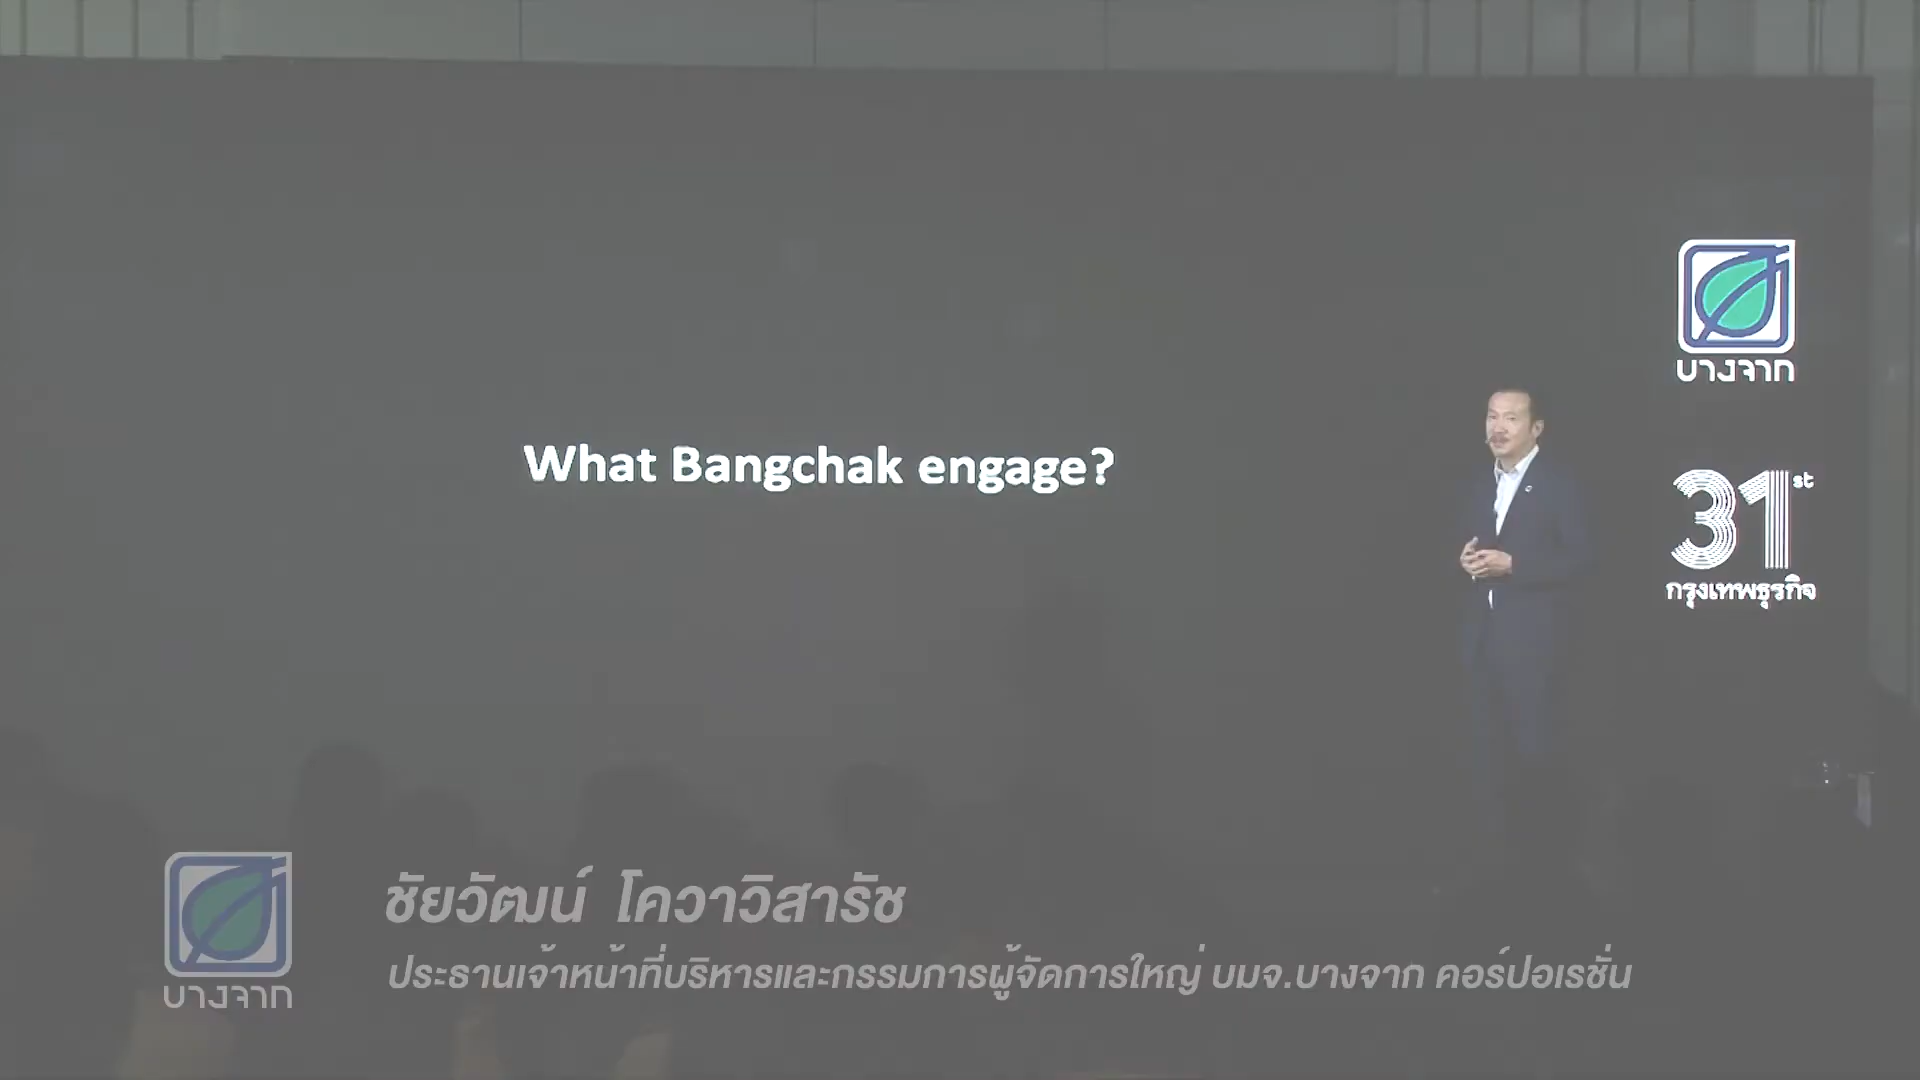 What Bangchak engage?
บางจาก
31st
กรุงเทพธุรกิจ
บางจาก
ชัยวัฒน์ โควาวิสารัช
ประธานเจ้าหน้าที่บริหารและกรรมการผู้จัดการใหญ่ บมจ.บางจาก คอร์ปอเรชั่น